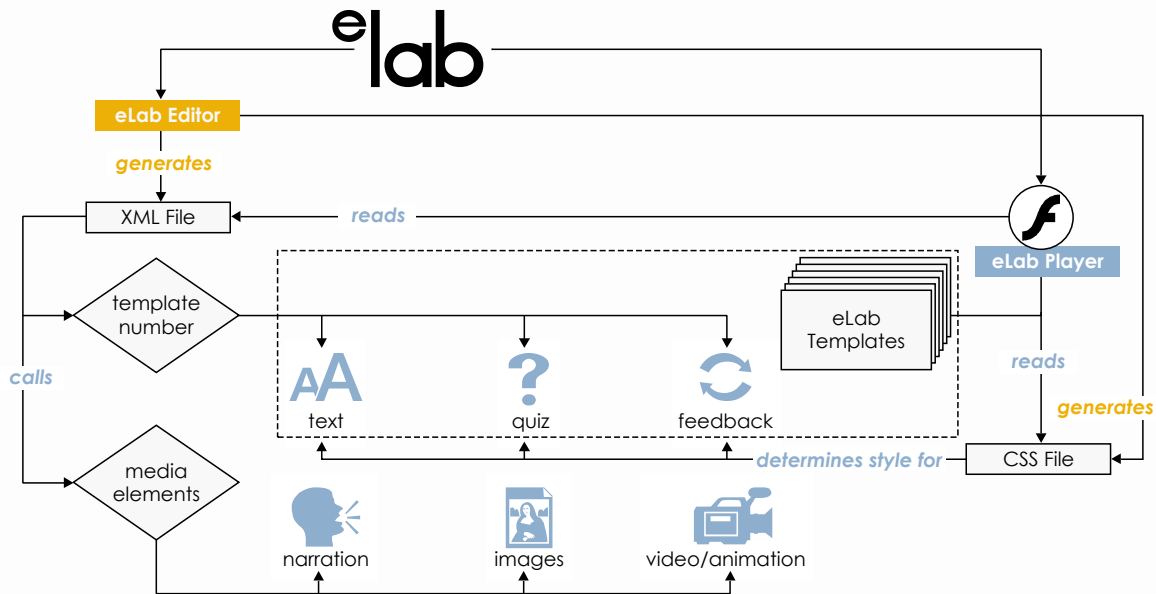 elab
eLab Editor
generates
XML File
reads
eLab Player
template
number
eLab
Templates
calls
reads
text
quiz
feedback
generates
determines style for
CSS File
media
elements
narration
images
video/animation